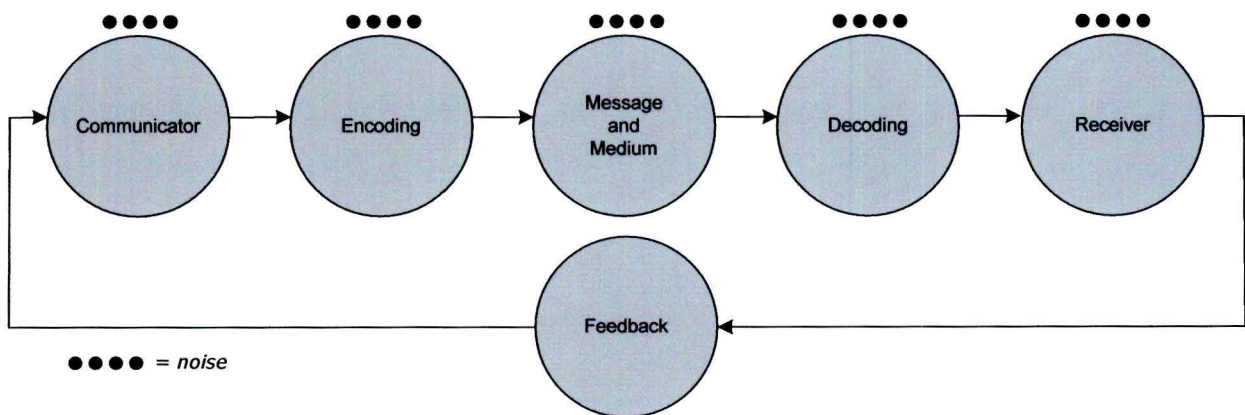 Communicator
Encoding
Message
and
Medium
Decoding
Receiver
Feedback
= noise